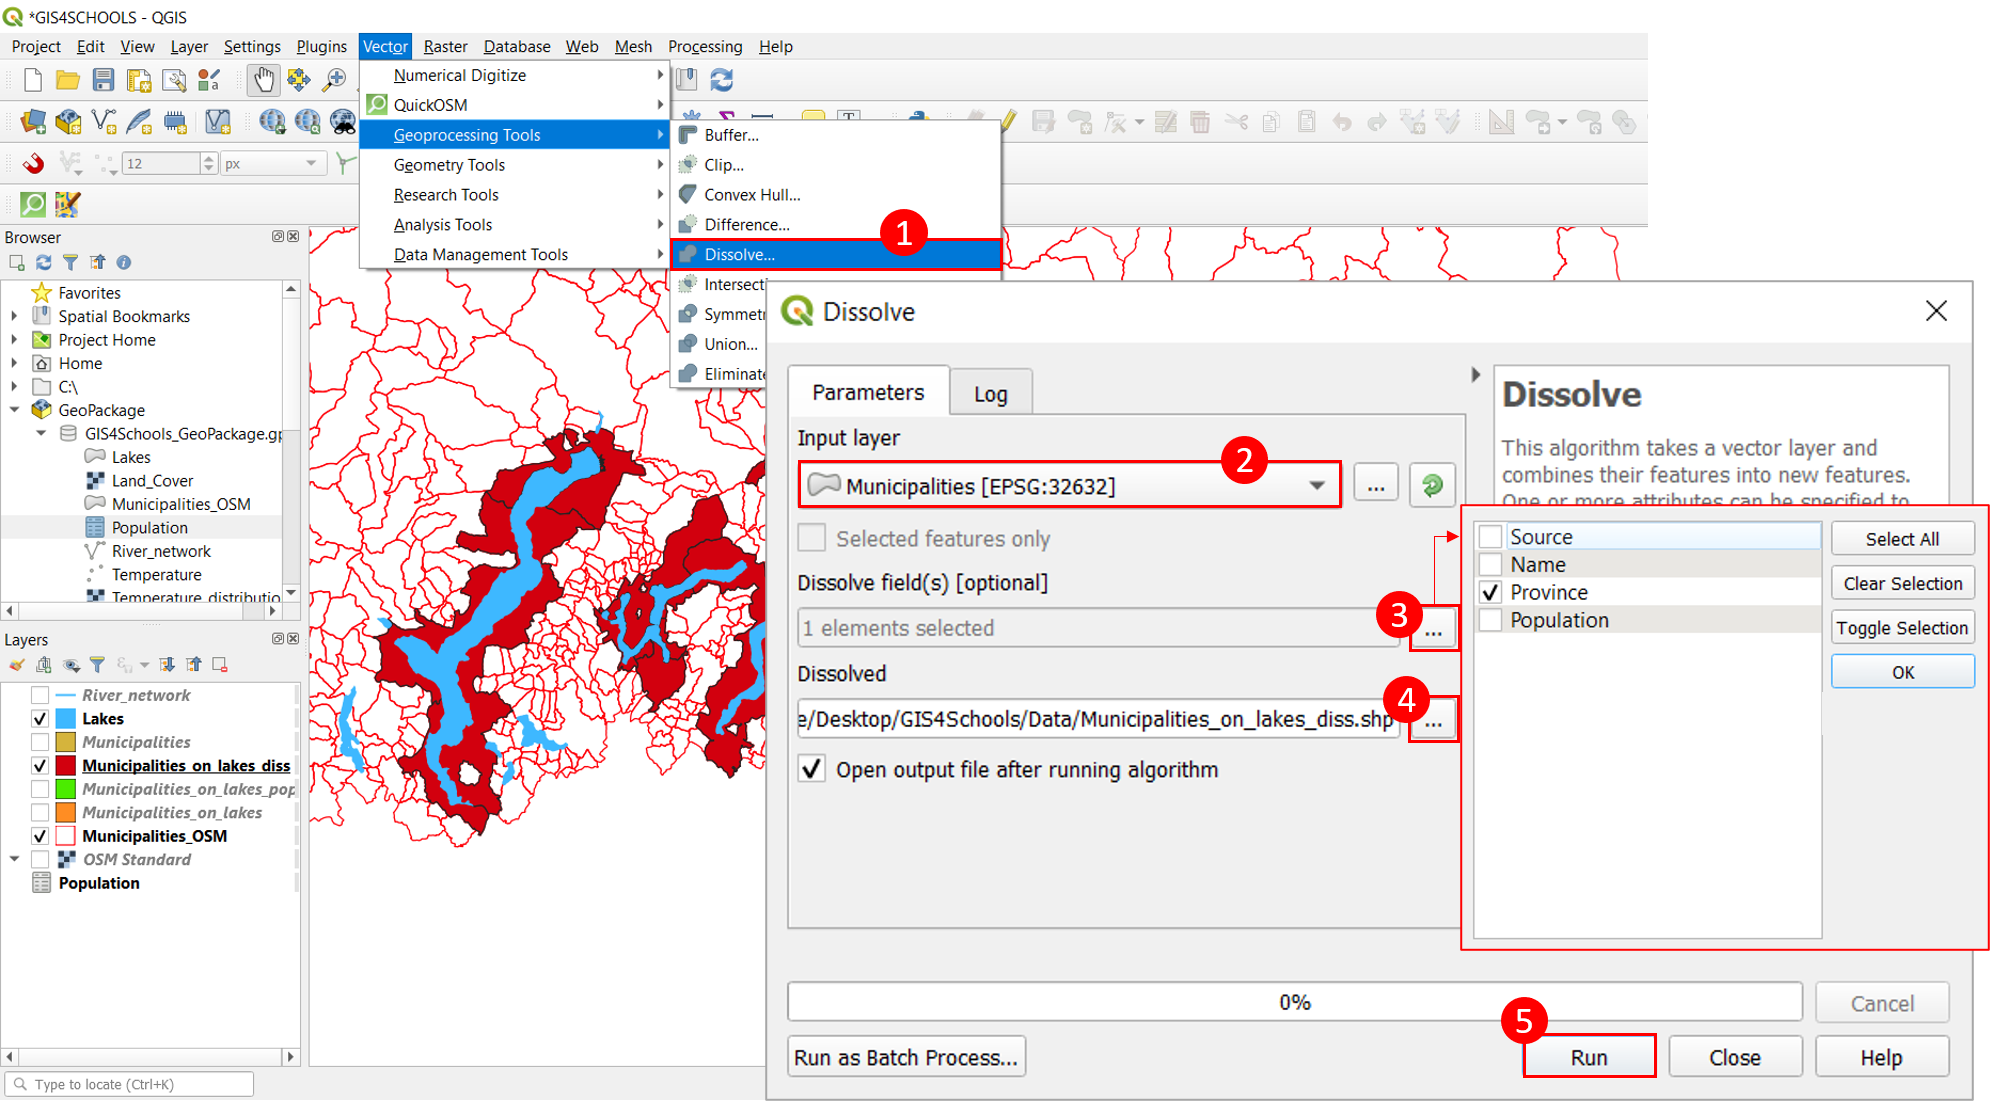 *GIS4SCHOOLS - QGIS
Project Edit View Layer Settings Plugins Vector Raster Database Web Mesh Processing Help
Numerical Digitize
QuickOSM
Geoprocessing Tools
Geometry Tools
Research Tools
Analysis Tools
Data Management Tools
Buffer...
Clip...
Convex Hull...
Difference...
1
Dissolve...
Intersecti
Symmetr
Union...
Eliminate
12
px
Browser
Favorites
Spatial Bookmarks
Project Home
Home
C:\
GeoPackage
GIS4Schools_GeoPackage.gp
Lakes
Land_Cover
Municipalities_OSM
Population
River_network
Temperature
Temperature_distributio
Layers
River_network
Lakes
Municipalities
Municipalities_on_lakes_diss
Municipalities_on_lakes_pop
Municipalities_on_lakes
Municipalities_OSM
OSM Standard
Population
Type to locate (Ctrl+K)
Dissolve
Parameters
Log
Input layer
2
Municipalities [EPSG:32632]
...
Selected features only
Dissolve field(s) [optional]
3
1 elements selected
...
Dissolved
4
e/Desktop/GIS4Schools/Data/Municipalities_on_lakes_diss.shp
...
Open output file after running algorithm
Dissolve
This algorithm takes a vector layer and
combines their features into new features.
One or more attributes can be specified to
Source
Name
Province
Population
Select All
Clear Selection
Toggle Selection
OK
0%
Cancel
5
Run as Batch Process...
Run
Close
Help